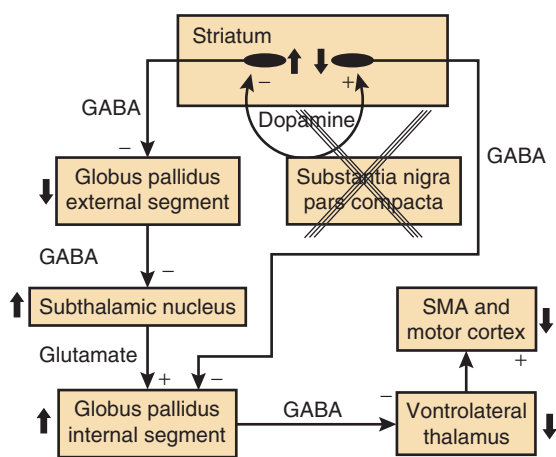 Striatum
–
+
GABA
Dopamine
–
GABA
Globus pallidus
external segment
Substantia nigra
pars compacta
GABA
–
Subthalamic nucleus
SMA and
motor cortex
Glutamate
+
–
+
Globus pallidus
internal segment
GABA
–
Vontrolateral
thalamus